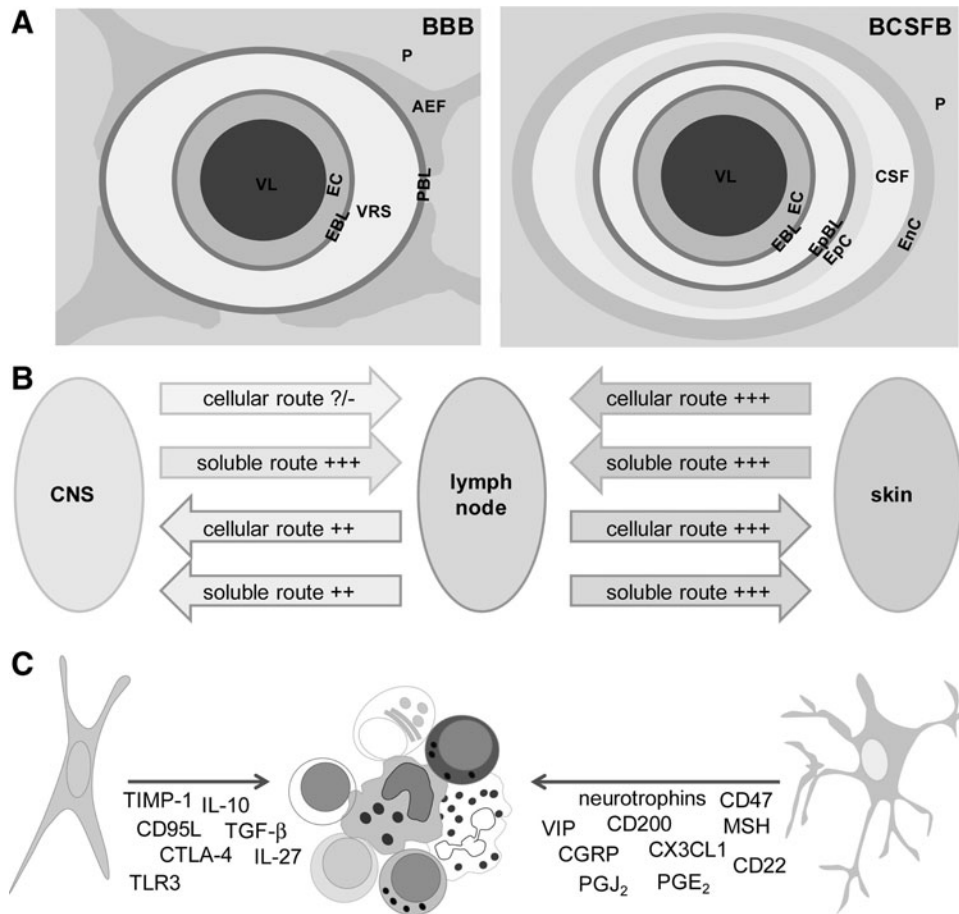 A
BBB
P
AEF
VL
EC
EBL
VRS
PBL
BCSFB
P
VL
EC
EBL
EpBL
EpC
CSF
EnC
B
CNS
cellular route ?/-
soluble route +++
cellular route ++
soluble route ++
lymph
node
cellular route +++
soluble route +++
cellular route +++
soluble route +++
skin
C
TIMP-1 IL-10
CD95L TGF-β
CTLA-4 IL-27
TLR3
neurotrophins CD47
VIP CD200 MSH
CGRP CX3CL1 CD22
PGJ₂ PGE₂